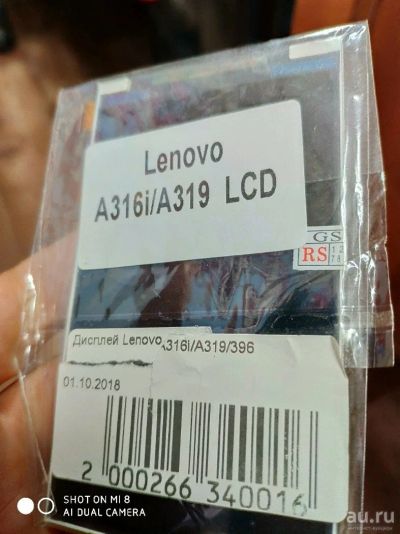 Lenovo
A316i/A319 LCD
GS
RS
Дисплей Lenovo A316i/A319/396
01.10.2018
2 000266 340016
SHOT ON MI 8
AI DUAL CAMERA
au.ru